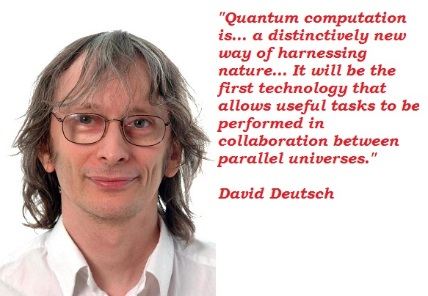 "Quantum computation
is... a distinctively new
way of harnessing
nature... It will be the
first technology that
allows useful tasks to be
performed in
collaboration between
parallel universes."
David Deutsch